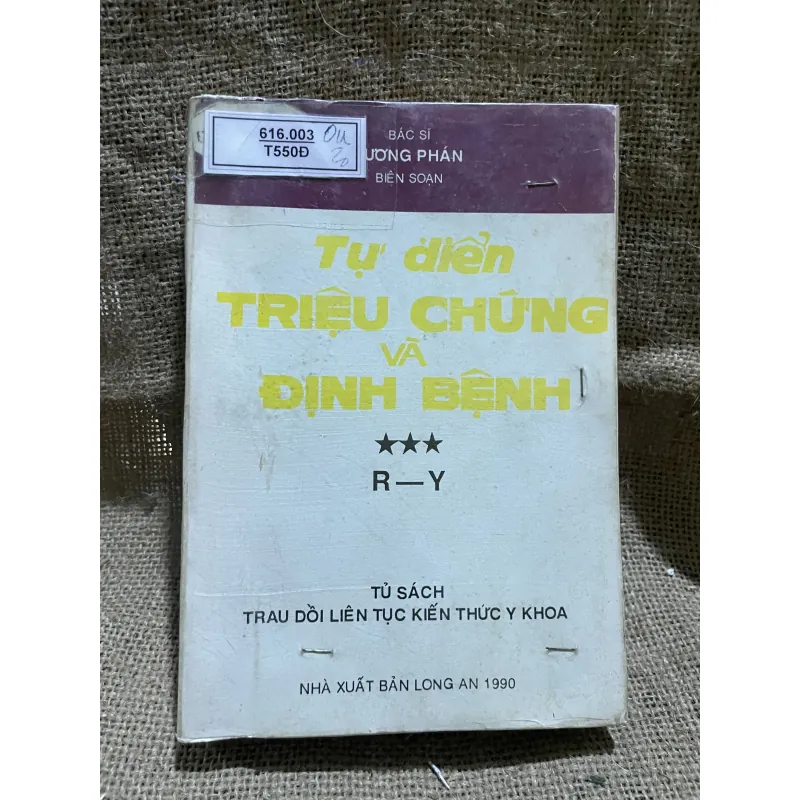 616.003
T550Đ
BÁC SĨ
ƯƠNG PHÁN
BIÊN SOẠN
Tự điển
TRIỆU CHỨNG
VÀ
ĐỊNH BỆNH
★★★
R — Y
TỦ SÁCH
TRAU DỒI LIÊN TỤC KIẾN THỨC Y KHOA
NHÀ XUẤT BẢN LONG AN 1990